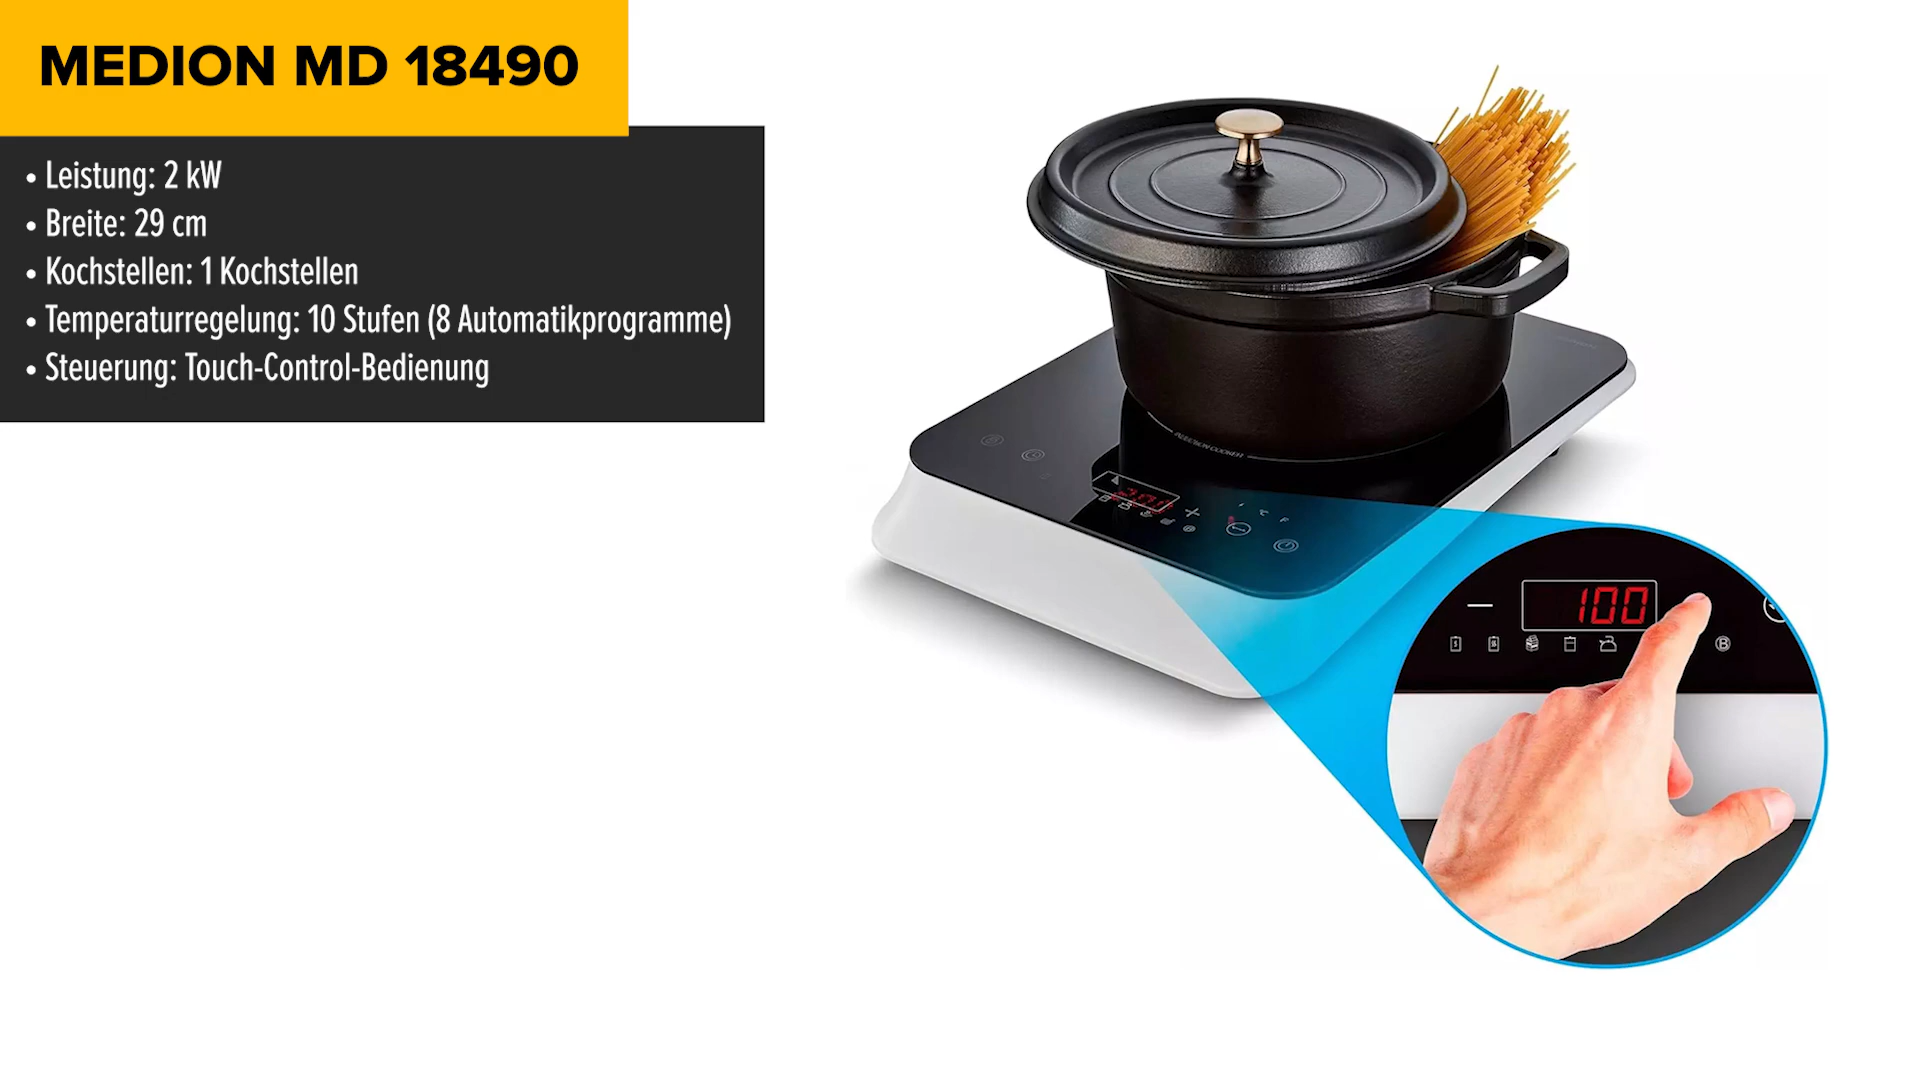 MEDION MD 18490
• Leistung: 2 kW
• Breite: 29 cm
• Kochstellen: 1 Kochstellen
• Temperaturregelung: 10 Stufen (8 Automatikprogramme)
• Steuerung: Touch-Control-Bedienung
100
B